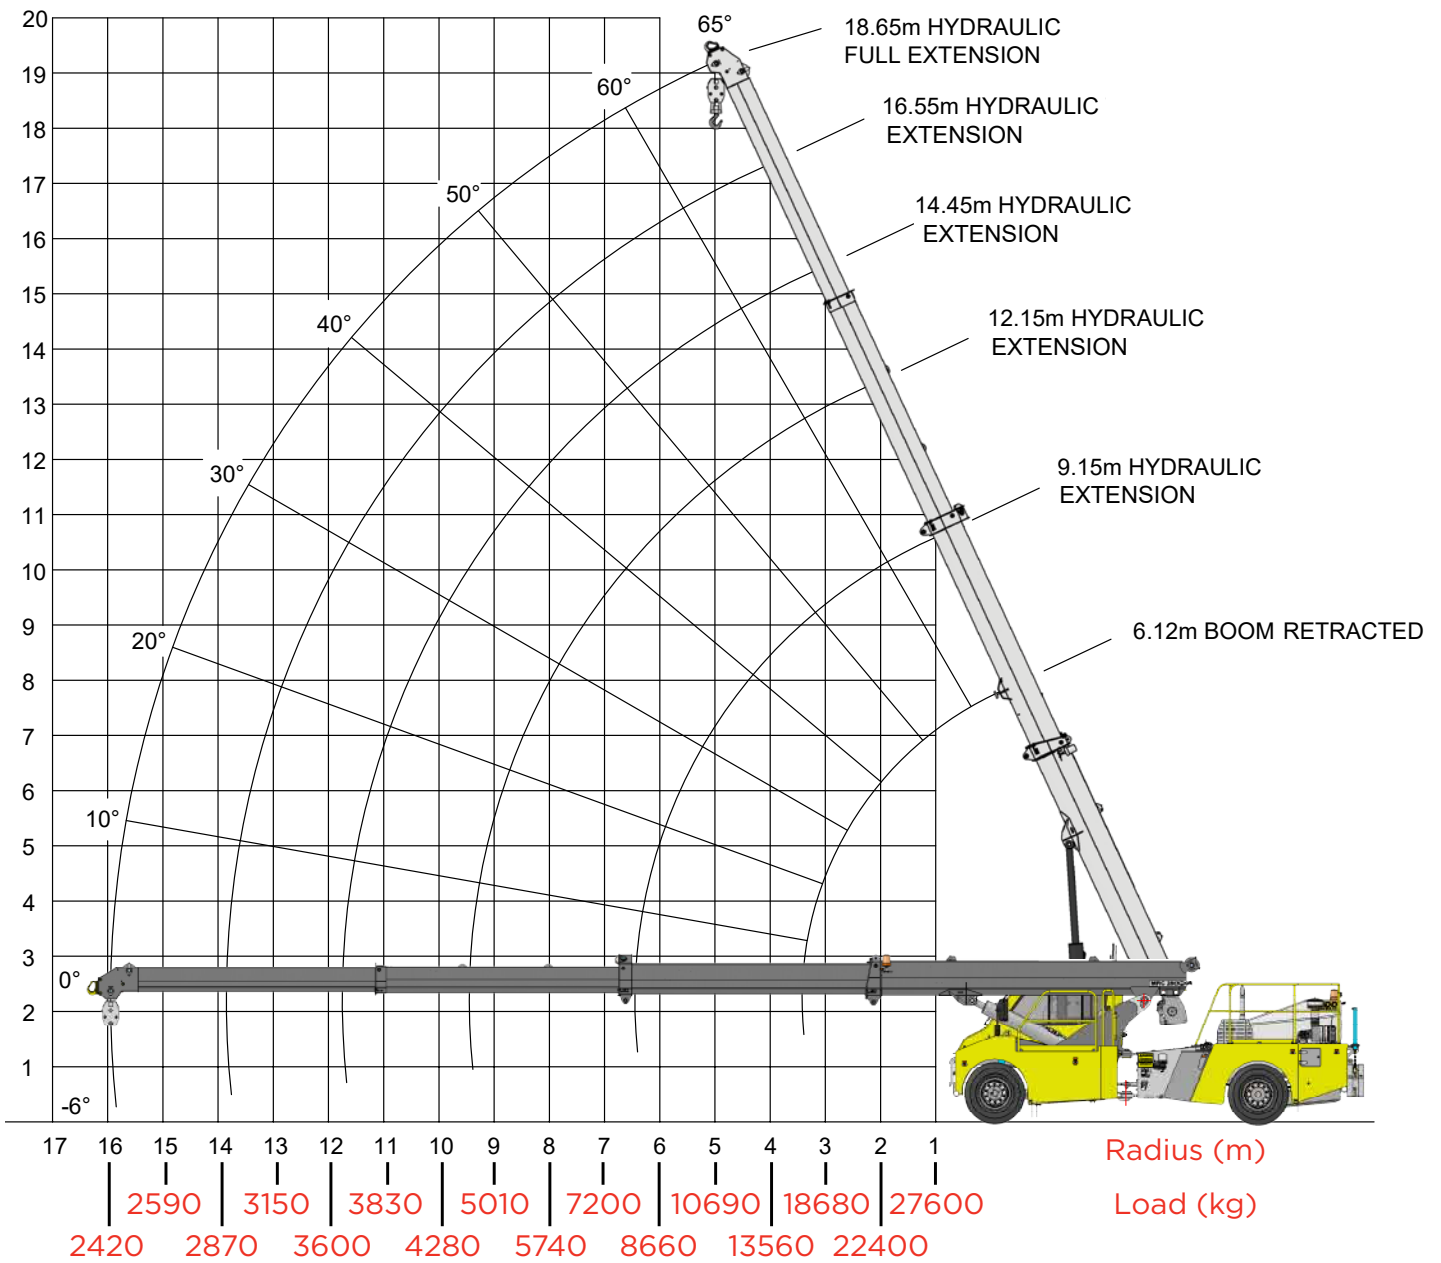 20
65°
18.65m HYDRAULIC
FULL EXTENSION
19
60°
16.55m HYDRAULIC
EXTENSION
18
17
50°
14.45m HYDRAULIC
EXTENSION
16
15
40°
12.15m HYDRAULIC
EXTENSION
14
13
12
30°
9.15m HYDRAULIC
EXTENSION
11
10
9
20°
6.12m BOOM RETRACTED
8
7
6
10°
5
4
3
0°
2
1
-6°
17 16 15 14 13 12 11 10 9 8 7 6 5 4 3 2 1 Radius (m)
2590 3150 3830 5010 7200 10690 18680 27600 Load (kg)
2420 2870 3600 4280 5740 8660 13560 22400